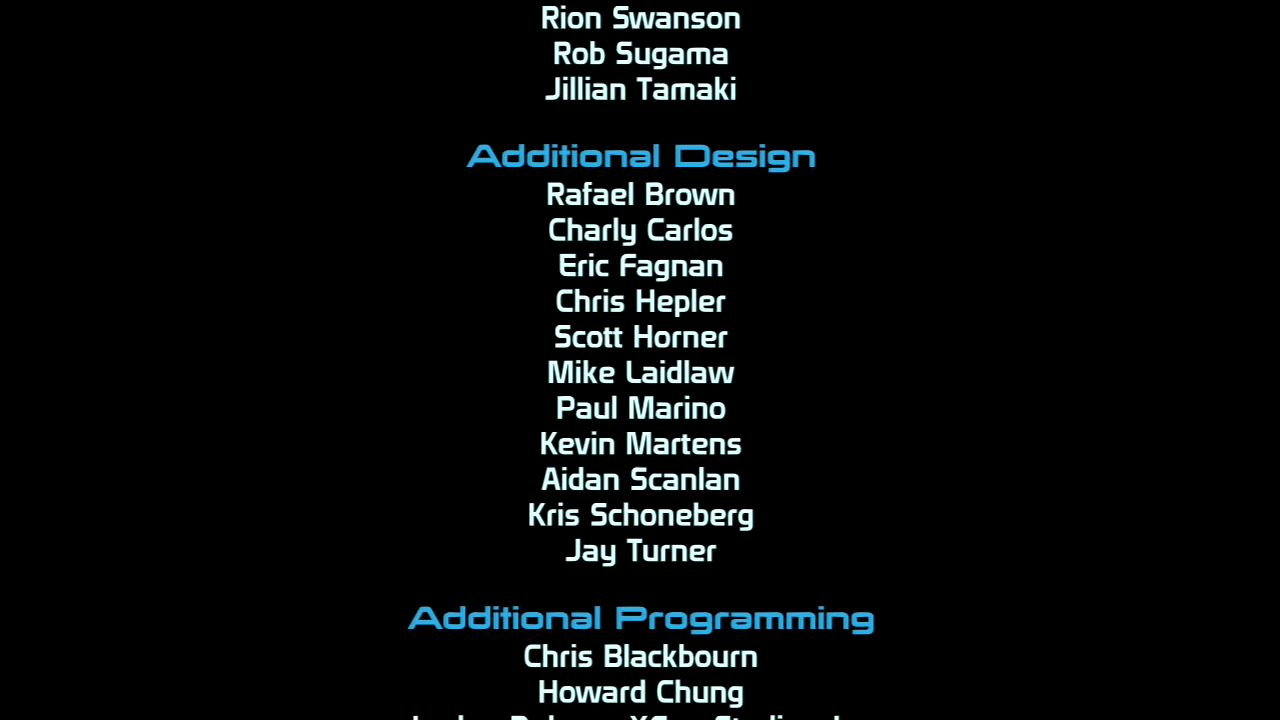 Rion Swanson
Rob Sugama
Jillian Tamaki
Additional Design
Rafael Brown
Charly Carlos
Eric Fagnan
Chris Hepler
Scott Horner
Mike Laidlaw
Paul Marino
Kevin Martens
Aidan Scanlan
Kris Schoneberg
Jay Turner
Additional Programming
Chris Blackbourn
Howard Chung